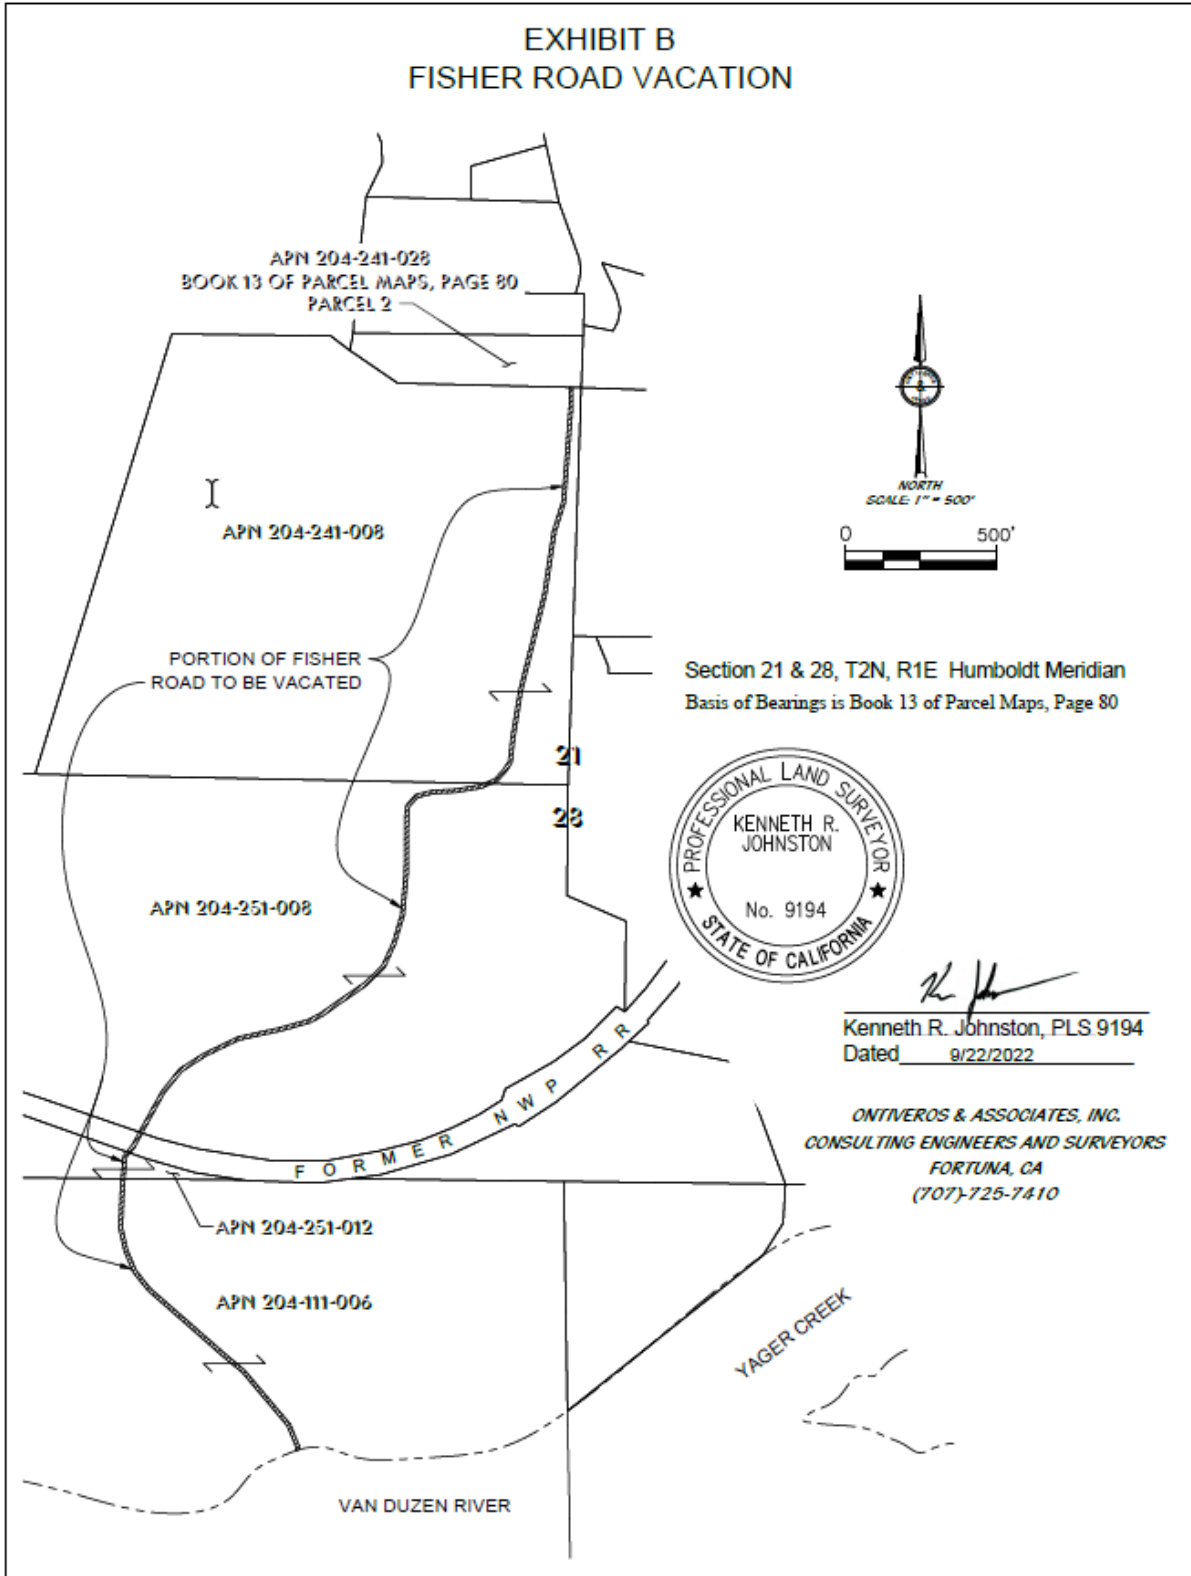 EXHIBIT B
FISHER ROAD VACATION
APN 204-241-028
BOOK 13 OF PARCEL MAPS, PAGE 80
PARCEL 2
NORTH
SCALE: 1" = 500'
0 500'
APN 204-241-008
PORTION OF FISHER
ROAD TO BE VACATED
Section 21 & 28, T2N, R1E Humboldt Meridian
Basis of Bearings is Book 13 of Parcel Maps, Page 80
21
28
PROFESSIONAL LAND SURVEYOR
KENNETH R.
JOHNSTON
No. 9194
STATE OF CALIFORNIA
APN 204-251-008
Kenneth R. Johnston, PLS 9194
Dated 9/22/2022
FORMER NWP RR
ONTIVEROS & ASSOCIATES, INC.
CONSULTING ENGINEERS AND SURVEYORS
FORTUNA, CA
(707)-725-7410
APN 204-251-012
APN 204-111-006
YAGER CREEK
VAN DUZEN RIVER